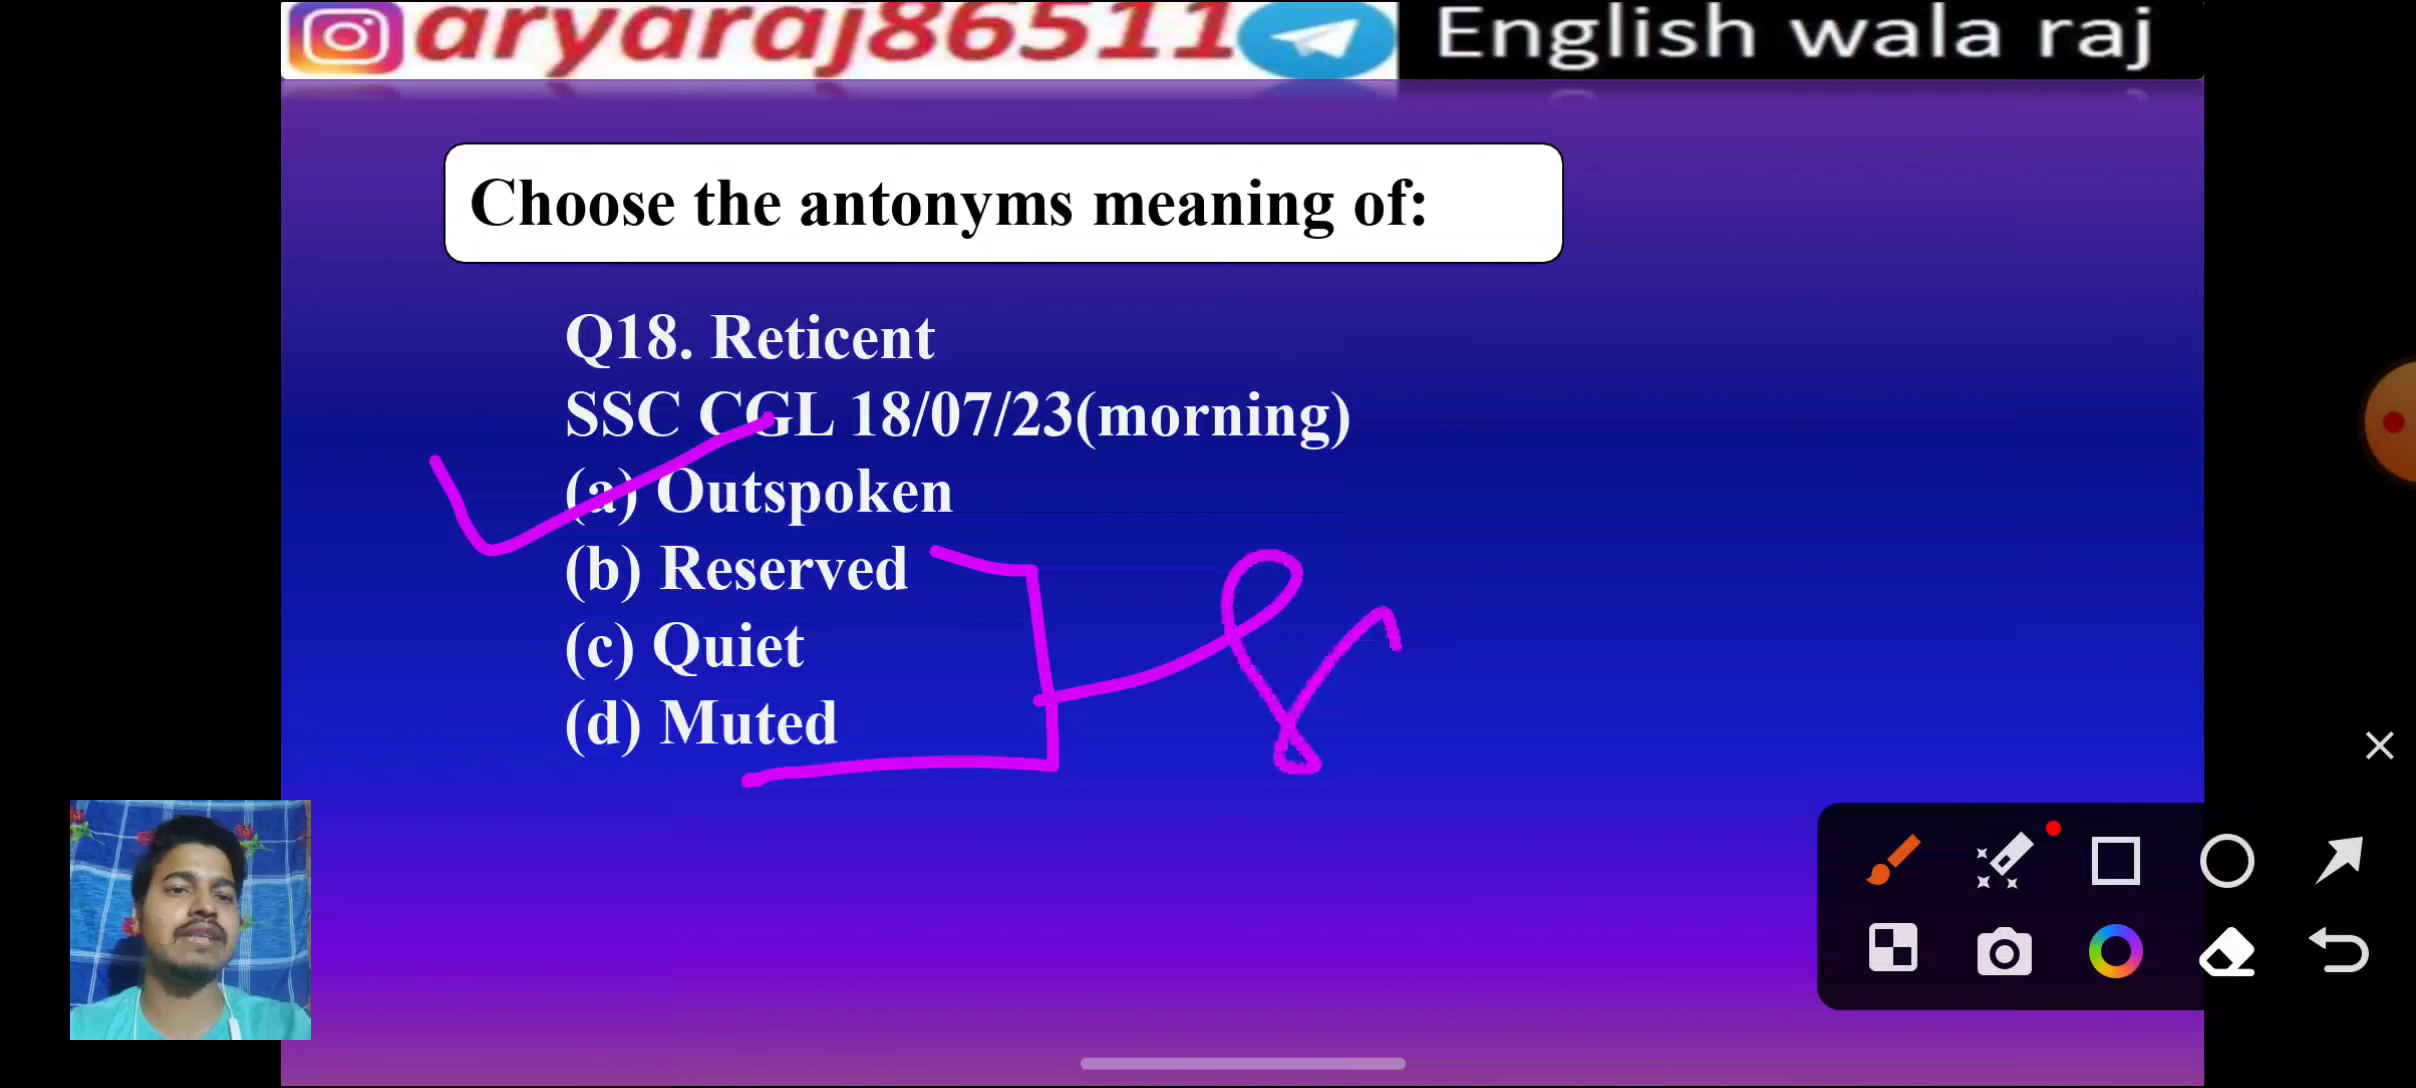 aryaraj86511 English wala raj
Choose the antonyms meaning of:
Q18. Reticent
SSC CGL 18/07/23(morning)
(a) Outspoken
(b) Reserved
(c) Quiet
(d) Muted